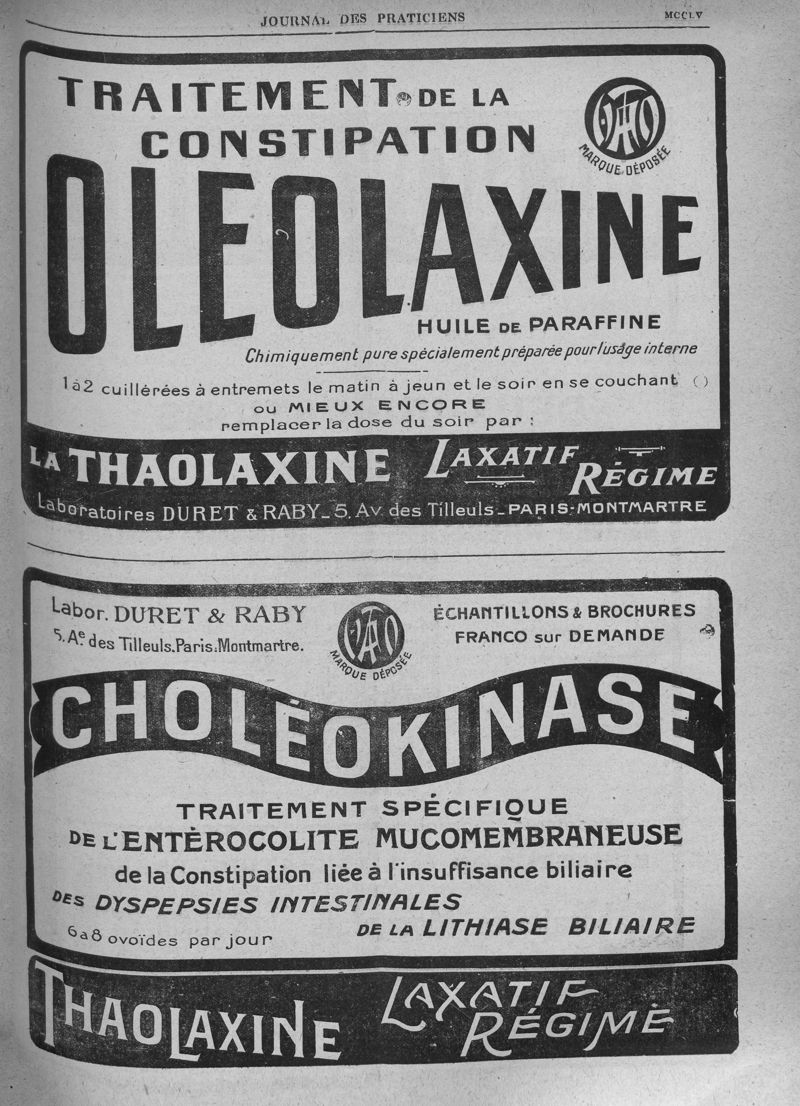 JOURNAL DES PRATICIENS
MCCLV
TRAITEMENT DE LA
CONSTIPATION
MARQUE DÉPOSÉE
OLEOLAXINE
HUILE DE PARAFFINE
Chimiquement pure spécialement préparée pour l'usage interne
1 à 2 cuillérées à entremets le matin à jeun et le soir en se couchant ( )
OU MIEUX ENCORE
remplacer la dose du soir par :
LA THAOLAXINE LAXATIF RÉGIME
Laboratoires DURET & RABY_5, Av. des Tilleuls_PARIS-MONTMARTRE
Labor. DURET & RABY
5. Ae. des Tilleuls.Paris.Montmartre.
MARQUE DÉPOSÉE
ÉCHANTILLONS & BROCHURES
FRANCO sur DEMANDE
CHOLÉOKINASE
TRAITEMENT SPÉCIFIQUE
DE L'ENTÉROCOLITE MUCOMEMBRANEUSE
de la Constipation liée à l'insuffisance biliaire
DES DYSPEPSIES INTESTINALES
DE LA LITHIASE BILIAIRE
6 à 8 ovoïdes par jour
THAOLAXINE LAXATIF RÉGIME